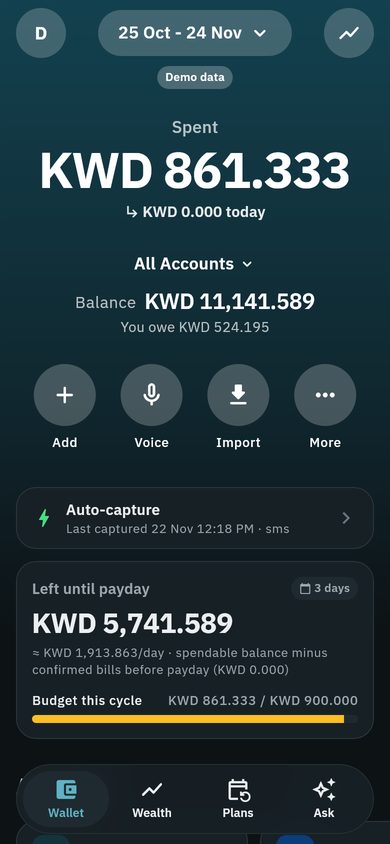 D
25 Oct - 24 Nov
Demo data
Spent
KWD 861.333
↳ KWD 0.000 today
All Accounts
Balance KWD 11,141.589
You owe KWD 524.195
Add Voice Import More
Auto-capture
Last captured 22 Nov 12:18 PM · sms
Left until payday 3 days
KWD 5,741.589
≈ KWD 1,913.863/day · spendable balance minus
confirmed bills before payday (KWD 0.000)
Budget this cycle KWD 861.333 / KWD 900.000
Wallet Wealth Plans Ask